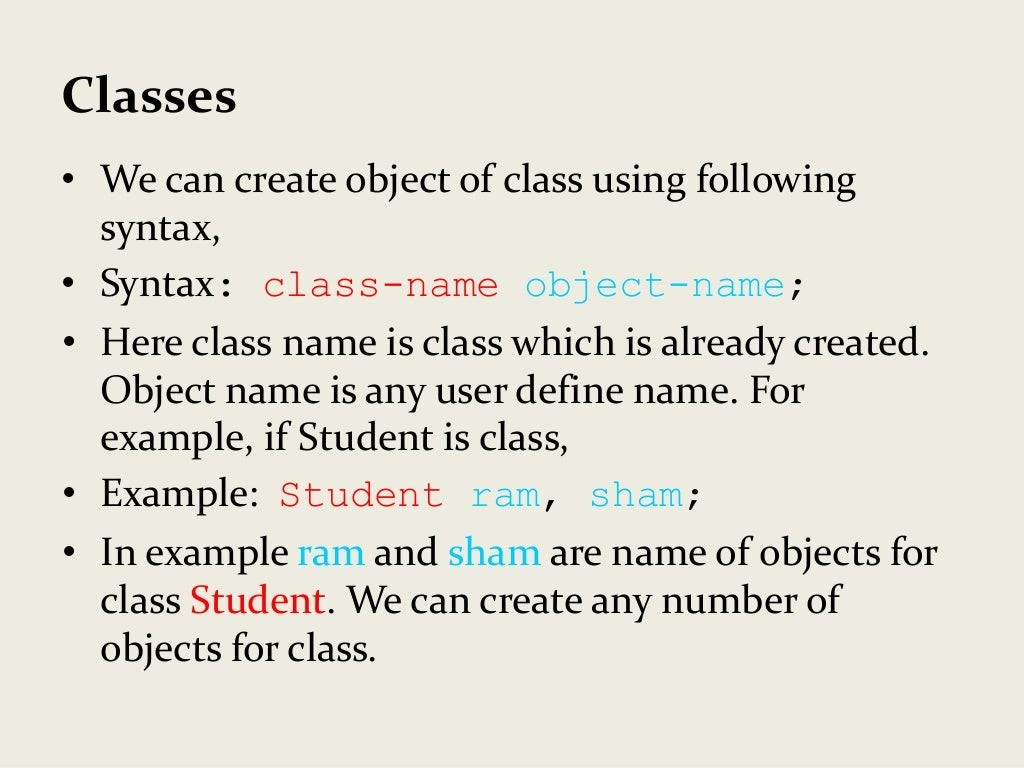 Classes
• We can create object of class using following
syntax,
• Syntax: class-name object-name;
• Here class name is class which is already created.
Object name is any user define name. For
example, if Student is class,
• Example: Student ram, sham;
• In example ram and sham are name of objects for
class Student. We can create any number of
objects for class.